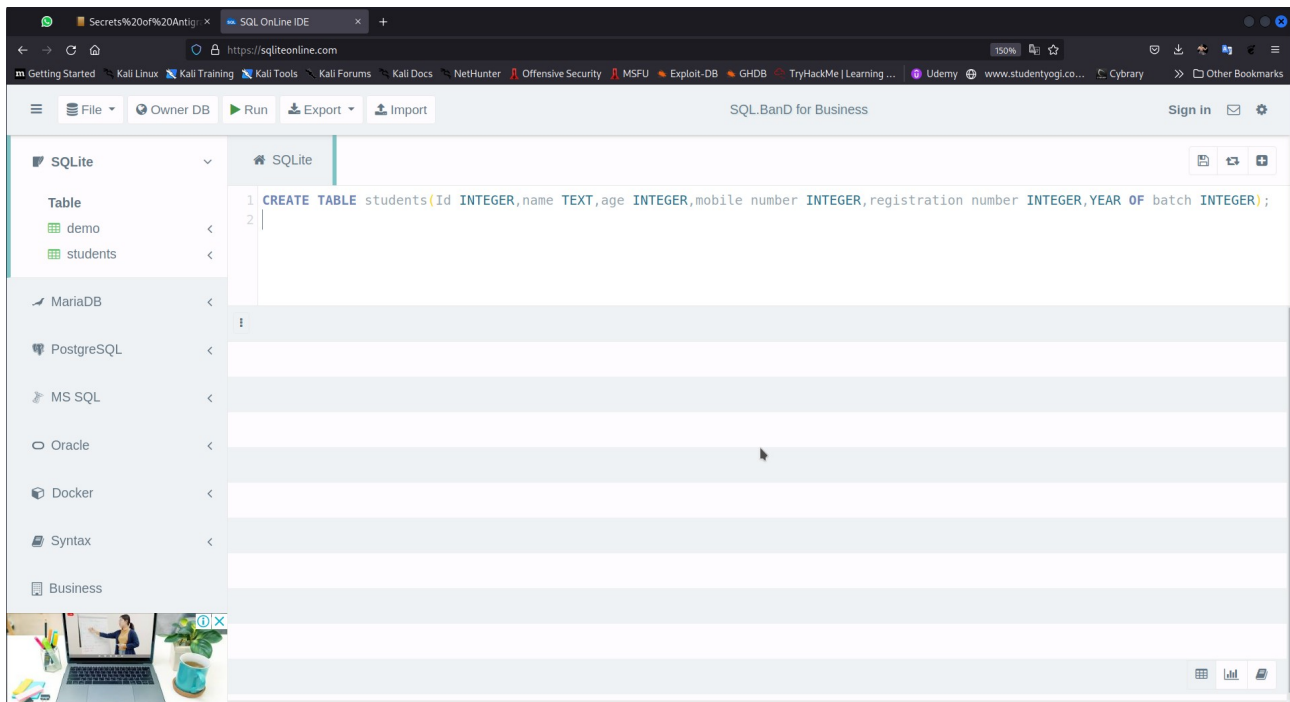 Secrets%20of%20Antigr
SQL OnLine IDE
https://sqliteonline.com
150%
Getting Started Kali Linux Kali Training Kali Tools Kali Forums Kali Docs NetHunter Offensive Security MSFU Exploit-DB GHDB TryHackMe | Learning ... Udemy www.studentyogi.co... Cybrary Other Bookmarks
File Owner DB Run Export Import SQL.BanD for Business Sign in
SQLite
SQLite
Table
demo
students
MariaDB
PostgreSQL
MS SQL
Oracle
Docker
Syntax
Business
1 CREATE TABLE students(Id INTEGER,name TEXT,age INTEGER,mobile number INTEGER,registration number INTEGER,YEAR OF batch INTEGER);
2